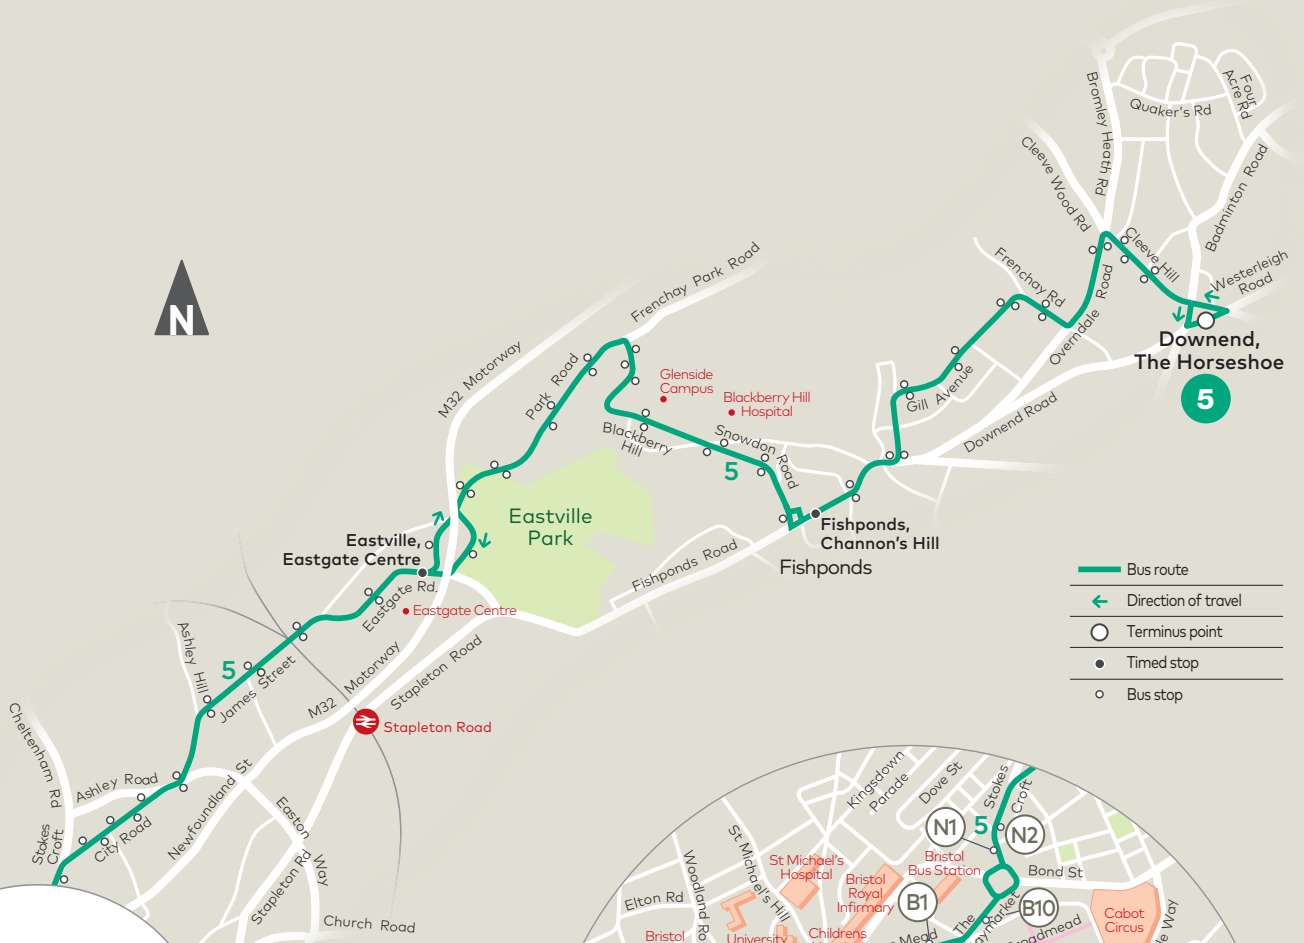 Quaker's Rd
Four
Acre Rd
Bromley Heath Rd
Cleeve Wood Rd
Badminton Road
Cleeve Hill
Westerleigh
Road
Frenchay Rd
Overndale Road
Downend,
The Horseshoe
5
Frenchay Park Road
M32 Motorway
Park Road
Glenside
Campus
Blackberry Hill
Hospital
Gill Avenue
Downend Road
Blackberry
Hill
Snowdon
Road
5
N
Eastville
Park
Fishponds,
Channon's Hill
Fishponds
Fishponds Road
Eastville,
Eastgate Centre
Eastgate Rd.
Eastgate Centre
Bus route
Direction of travel
Terminus point
Timed stop
Bus stop
Ashley Hill
5
James Street
M32 Motorway
Stapleton Road
Stapleton Road
Cheltenham Rd
Ashley Road
Stokes
Croft
City Road
Newfoundland St
Easton
Way
Stapleton Rd
Church Road
Kingsdown
Parade
Dove St
Stokes
Croft
N1
5
N2
St Michael's Hill
St Michael's
Hospital
Bristol
Bus Station
Bond St
Woodland Ro
Elton Rd
Bristol
Royal
Infirmary
B1
B10
The
aymarket
oadmead
Cabot
Circus
e Way
Bristol
University
Childrens
Mead